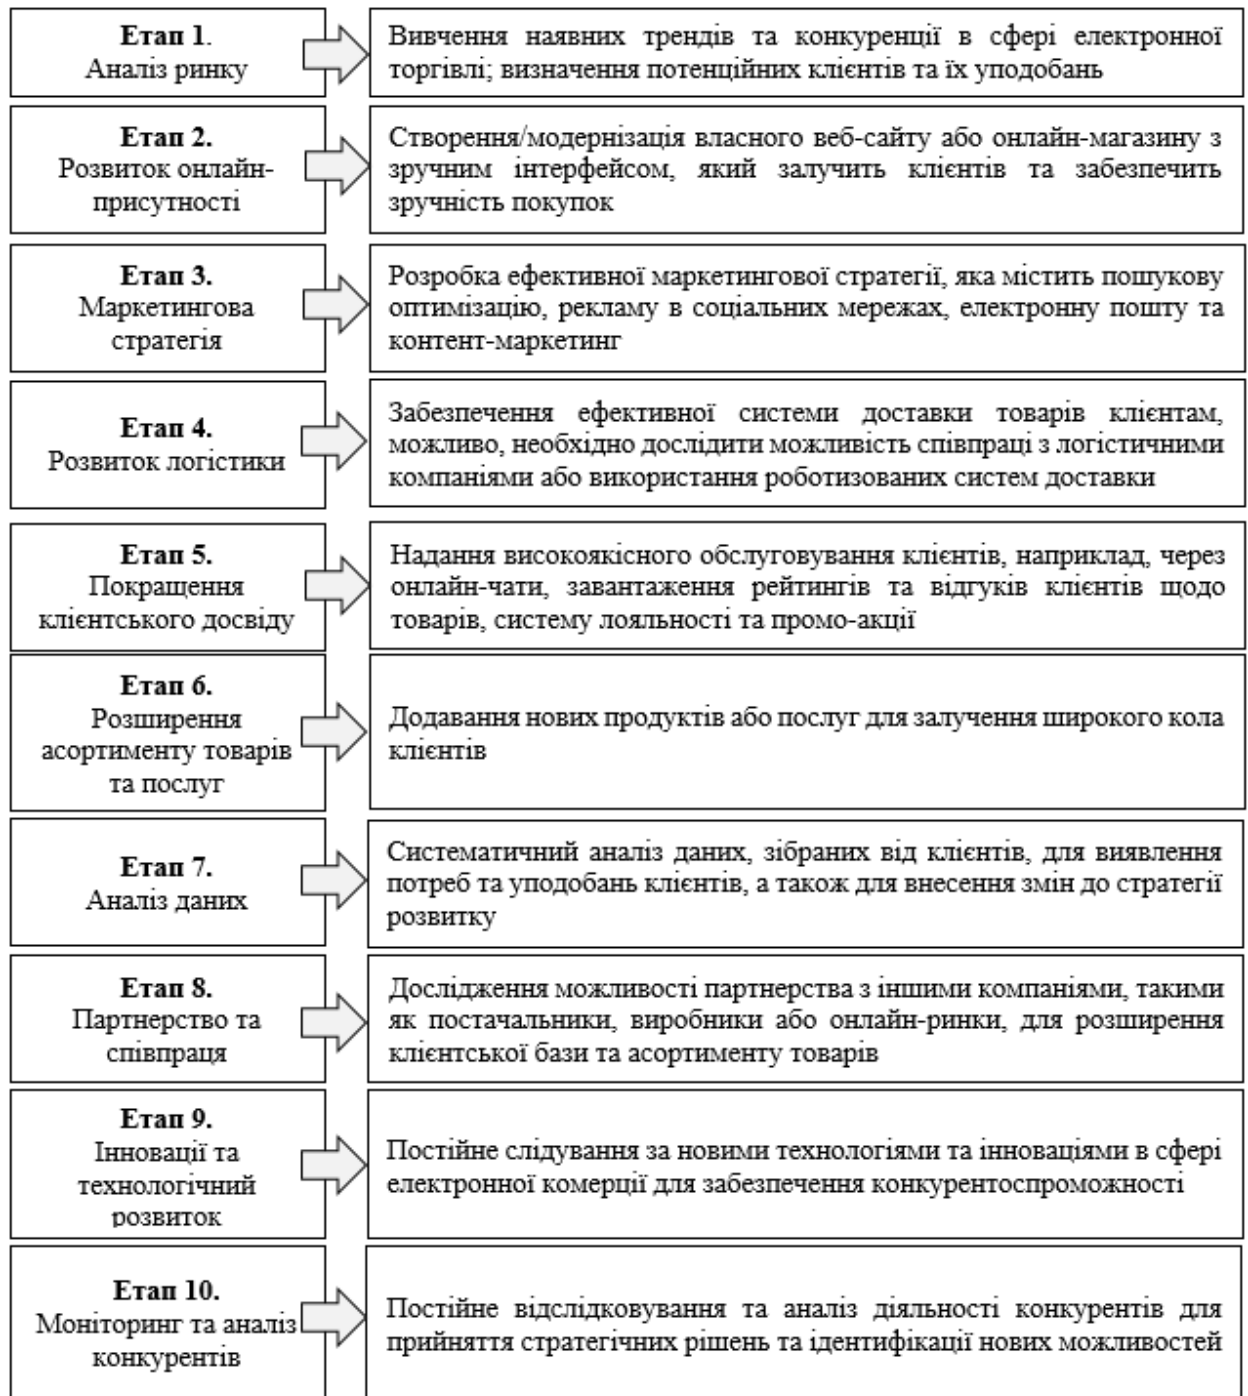 Етап 1.
Аналіз ринку
Вивчення наявних трендів та конкуренції в сфері електронної
торгівлі; визначення потенційних клієнтів та їх уподобань
Етап 2.
Розвиток онлайн-
присутності
Створення/модернізація власного веб-сайту або онлайн-магазину з
зручним інтерфейсом, який залучить клієнтів та забезпечить
зручність покупок
Етап 3.
Маркетингова
стратегія
Розробка ефективної маркетингової стратегії, яка містить пошукову
оптимізацію, рекламу в соціальних мережах, електронну пошту та
контент-маркетинг
Етап 4.
Розвиток логістики
Забезпечення ефективної системи доставки товарів клієнтам,
можливо, необхідно дослідити можливість співпраці з логістичними
компаніями або використання роботизованих систем доставки
Етап 5.
Покращення
клієнтського досвіду
Надання високоякісного обслуговування клієнтів, наприклад, через
онлайн-чати, завантаження рейтингів та відгуків клієнтів щодо
товарів, систему лояльності та промо-акції
Етап 6.
Розширення
асортименту товарів
та послуг
Додавання нових продуктів або послуг для залучення широкого кола
клієнтів
Етап 7.
Аналіз даних
Систематичний аналіз даних, зібраних від клієнтів, для виявлення
потреб та уподобань клієнтів, а також для внесення змін до стратегії
розвитку
Етап 8.
Партнерство та
співпраця
Дослідження можливості партнерства з іншими компаніями, такими
як постачальники, виробники або онлайн-ринки, для розширення
клієнтської бази та асортименту товарів
Етап 9.
Інновації та
технологічний
розвиток
Постійне слідування за новими технологіями та інноваціями в сфері
електронної комерції для забезпечення конкурентоспроможності
Етап 10.
Моніторинг та аналіз
конкурентів
Постійне відслідковування та аналіз діяльності конкурентів для
прийняття стратегічних рішень та ідентифікації нових можливостей